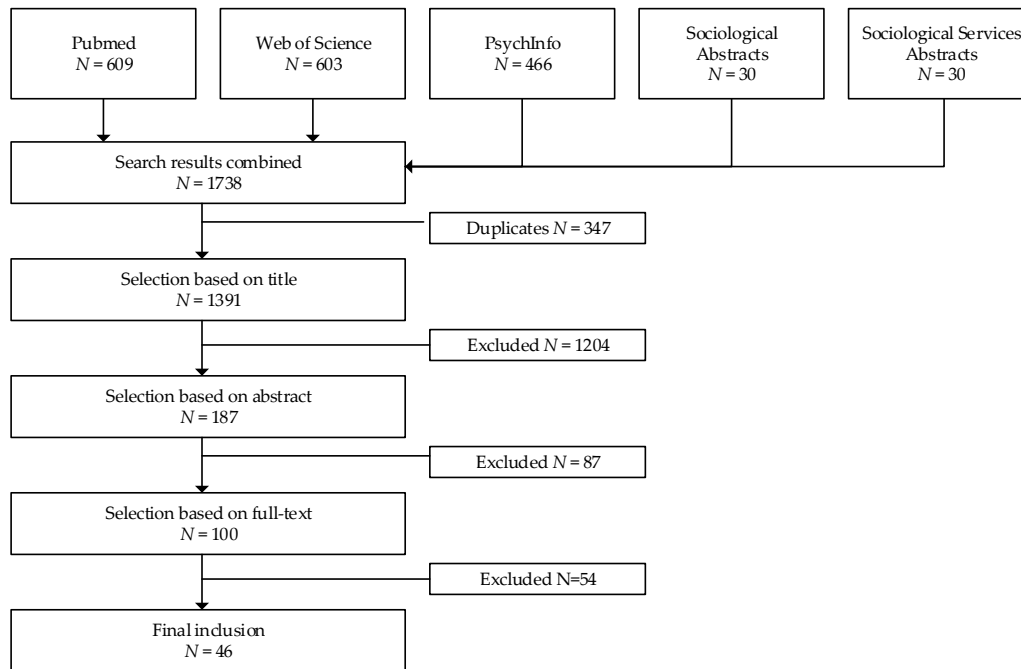 Pubmed
N = 609
Web of Science
N = 603
PsychInfo
N = 466
Sociological
Abstracts
N = 30
Sociological Services
Abstracts
N = 30
Search results combined
N = 1738
Duplicates N = 347
Selection based on title
N = 1391
Excluded N = 1204
Selection based on abstract
N = 187
Excluded N = 87
Selection based on full-text
N = 100
Excluded N=54
Final inclusion
N = 46